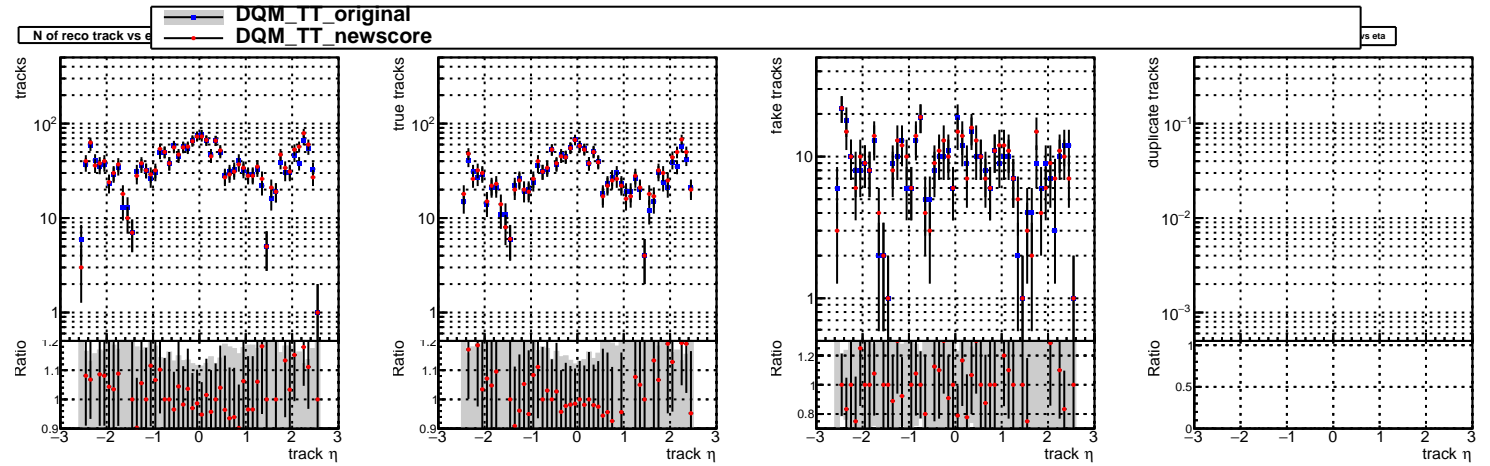 DQM_TT_original
DQM_TT_newscore
N of reco track vs e
vs eta
tracks
10²
10
1
Ratio
1.2
1.1
1
0.9
−3 −2 −1 0 1 2 3
track η
true tracks
10²
10
1
Ratio
1.2
1.1
1
0.9
−3 −2 −1 0 1 2 3
track η
fake tracks
10
1
Ratio
1.2
1
0.8
−3 −2 −1 0 1 2 3
track η
duplicate tracks
10⁻¹
10⁻²
10⁻³
Ratio
1
0.5
0
−3 −2 −1 0 1 2 3
track η